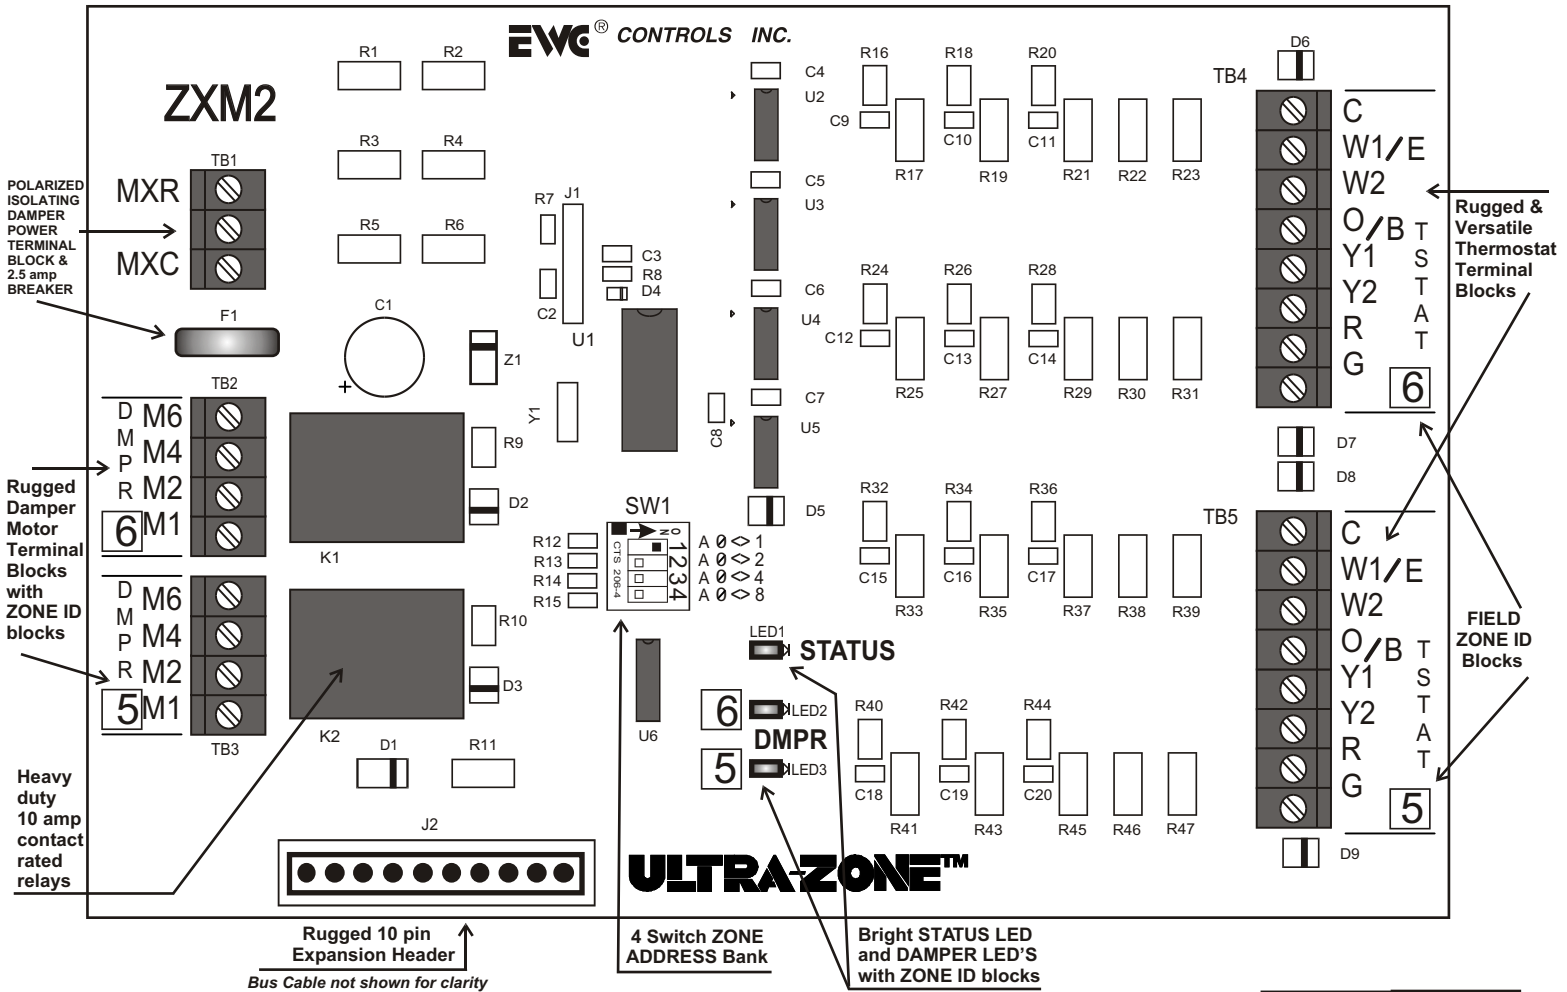 EWC® CONTROLS INC.
ZXM2
R1
R2
R3
R4
R5
R6
TB1
MXR
MXC
POLARIZED
ISOLATING
DAMPER
POWER
TERMINAL
BLOCK &
2.5 amp
BREAKER
F1
C1
+
Z1
R7
J1
C2
C3
R8
D4
U1
Y1
C4
U2
C5
U3
C6
U4
C7
U5
C8
D5
R16
R18
R20
C9
C10
C11
R17
R19
R21
R22
R23
R24
R26
R28
C12
C13
C14
R25
R27
R29
R30
R31
R32
R34
R36
C15
C16
C17
R33
R35
R37
R38
R39
R40
R42
R44
C18
C19
C20
R41
R43
R45
R46
R47
D6
TB4
C
W1/E
W2
O/B
Y1
Y2
R
G
TSTAT
6
Rugged &
Versatile
Thermostat
Terminal
Blocks
D7
D8
TB5
C
W1/E
W2
O/B
Y1
Y2
R
G
TSTAT
5
FIELD
ZONE ID
Blocks
D9
TB2
DMPR
M6
M4
M2
M1
6
Rugged
Damper
Motor
Terminal
Blocks
with
ZONE ID
blocks
DMPR
M6
M4
M2
M1
5
TB3
K1
R9
D2
K2
R10
D3
D1
R11
Heavy
duty
10 amp
contact
rated
relays
SW1
ON
CTS 206-4
1234
R12
R13
R14
R15
A 0<>1
A 0<>2
A 0<>4
A 0<>8
U6
LED1
STATUS
6
LED2
DMPR
5
LED3
J2
ULTRA-ZONE™
Rugged 10 pin
Expansion Header
Bus Cable not shown for clarity
4 Switch ZONE
ADDRESS Bank
Bright STATUS LED
and DAMPER LED'S
with ZONE ID blocks